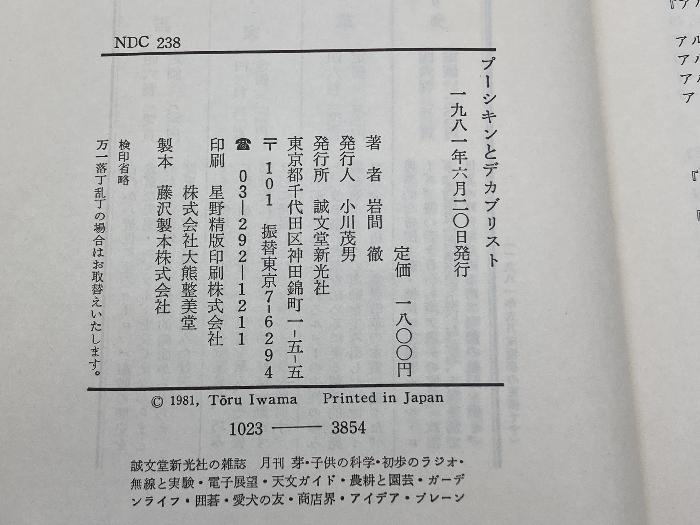 NDC 238
プーシキンとデカブリスト
一九八一年六月二〇日発行
定価 一八〇〇円
著者 岩間 徹
発行人 小川茂男
発行所 誠文堂新光社
東京都千代田区神田錦町一-五-五
〒101 振替東京7-6294
☎ 03-292-1211
印刷 星野精版印刷株式会社
株式会社大熊整美堂
製本 藤沢製本株式会社
検印省略
万一落丁乱丁の場合はお取替えいたします。
© 1981, Tōru Iwama Printed in Japan
1023 ── 3854
誠文堂新光社の雑誌 月刊 芽・子供の科学・初歩のラジオ・
無線と実験・電子展望・天文ガイド・農耕と園芸・ガーデ
ンライフ・囲碁・愛犬の友・商店界・アイデア・ブレーン